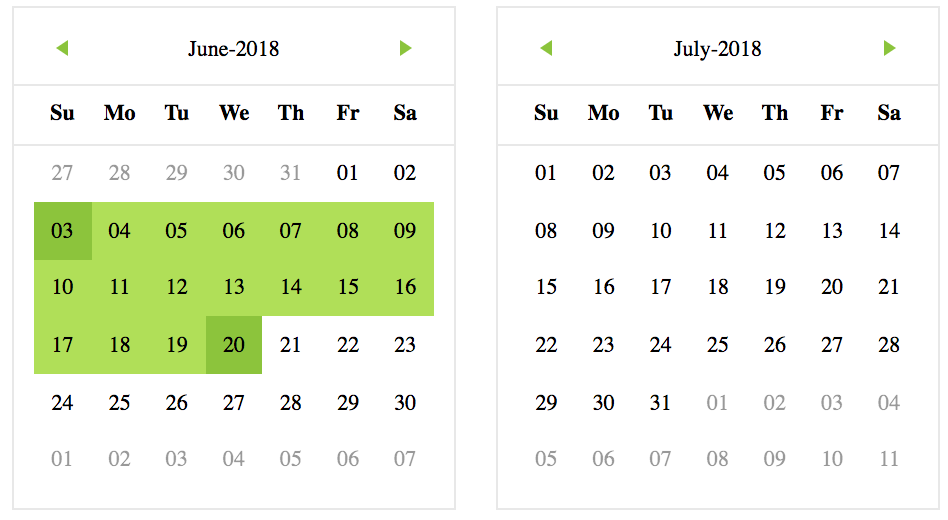 June-2018
Su Mo Tu We Th Fr Sa
27 28 29 30 31 01 02
03 04 05 06 07 08 09
10 11 12 13 14 15 16
17 18 19 20 21 22 23
24 25 26 27 28 29 30
01 02 03 04 05 06 07
July-2018
Su Mo Tu We Th Fr Sa
01 02 03 04 05 06 07
08 09 10 11 12 13 14
15 16 17 18 19 20 21
22 23 24 25 26 27 28
29 30 31 01 02 03 04
05 06 07 08 09 10 11